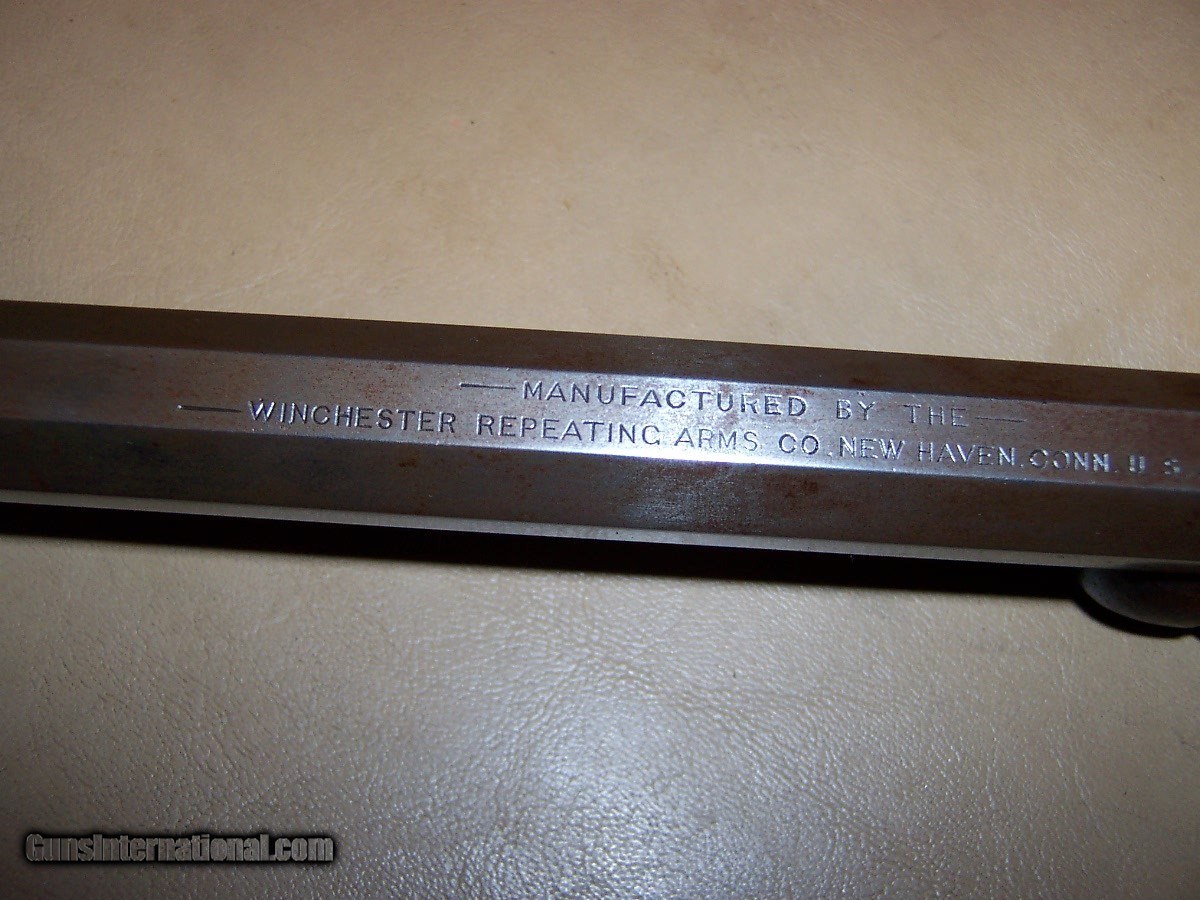 —MANUFACTURED BY THE—
—WINCHESTER REPEATING ARMS CO. NEW HAVEN. CONN. U S
GunsInternational.com